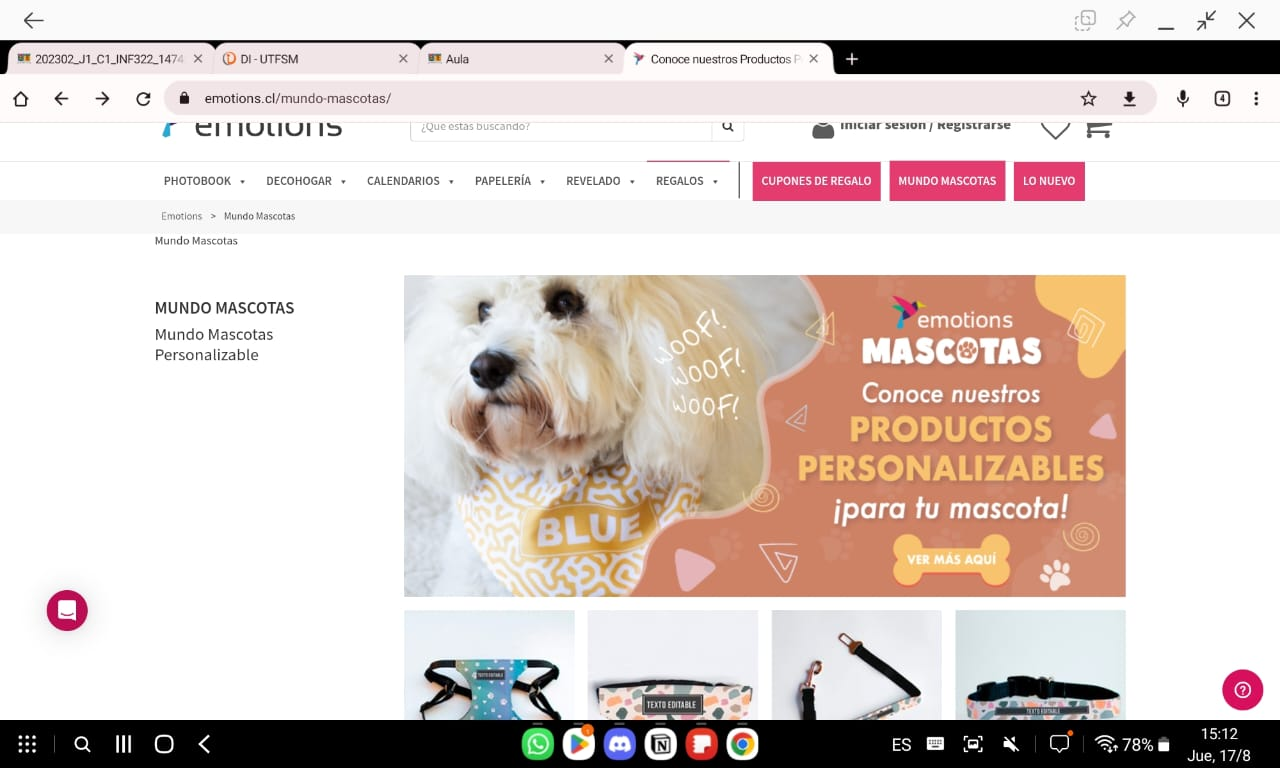 202302_J1_C1_INF322_1474
DI - UTFSM
Aula
Conoce nuestros Productos P
emotions.cl/mundo-mascotas/
4
emotions
¿Que estás buscando?
Iniciar sesión / Registrarse
PHOTOBOOK
DECOHOGAR
CALENDARIOS
PAPELERÍA
REVELADO
REGALOS
CUPONES DE REGALO
MUNDO MASCOTAS
LO NUEVO
Emotions > Mundo Mascotas
Mundo Mascotas
MUNDO MASCOTAS
Mundo Mascotas
Personalizable
WOOF!
WOOF!
WOOF!
BLUE
emotions
MASCOTAS
Conoce nuestros
PRODUCTOS
PERSONALIZABLES
¡para tu mascota!
VER MÁS AQUÍ
TEXTO EDITABLE
TEXTO EDITABLE
TEXTO EDITABLE
ES
78%
15:12
Jue, 17/8